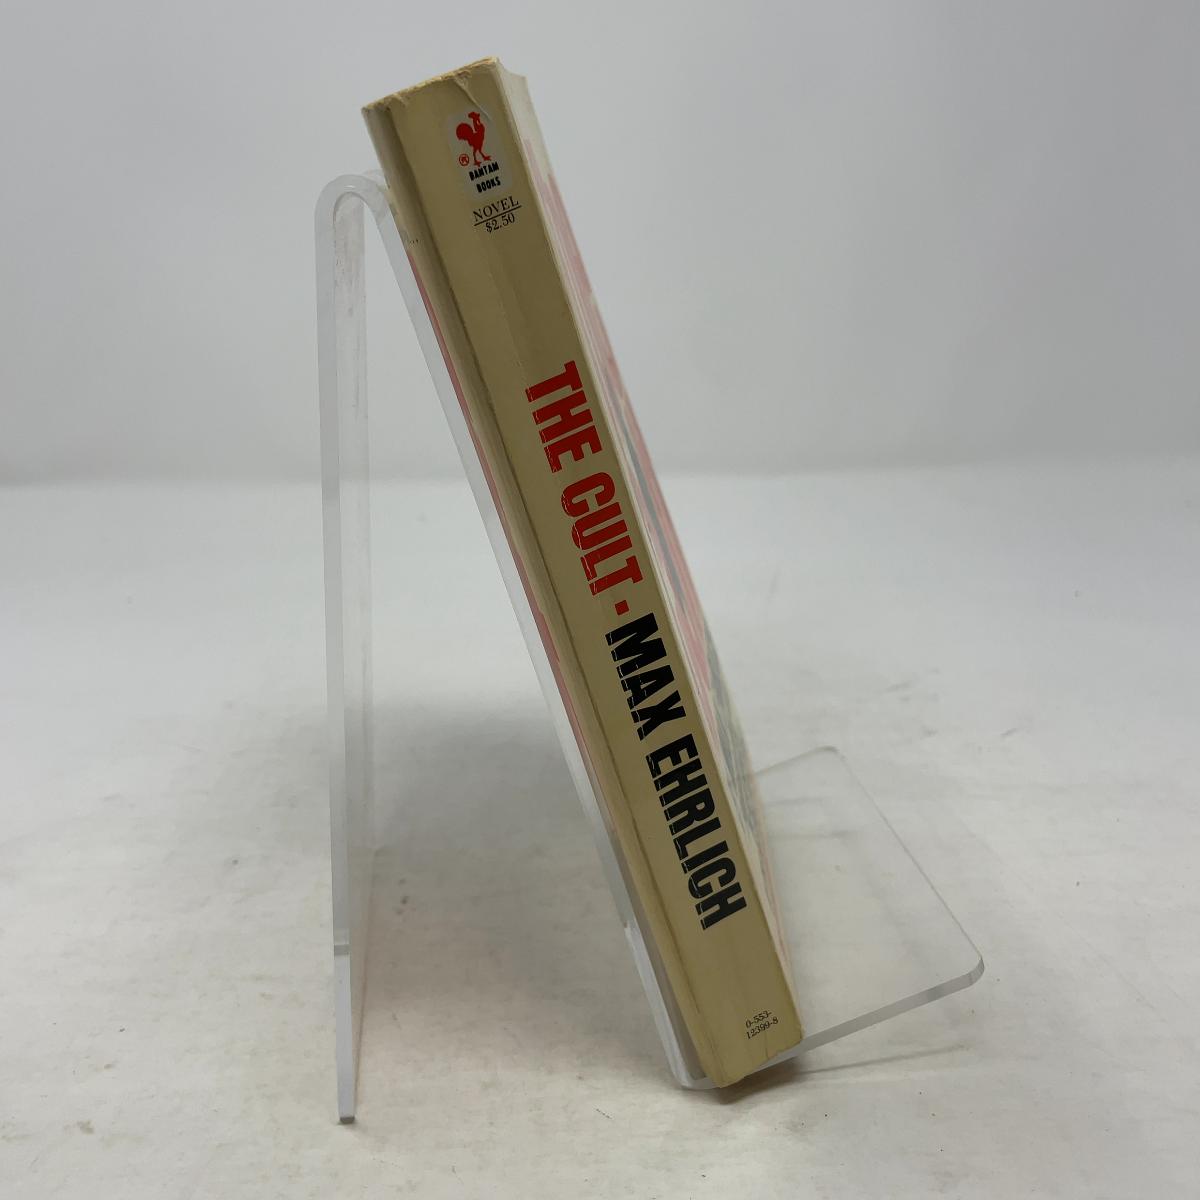 ®
BANTAM
BOOKS
NOVEL
$2.50
THE CULT · MAX EHRLICH
0-553-
12399-8